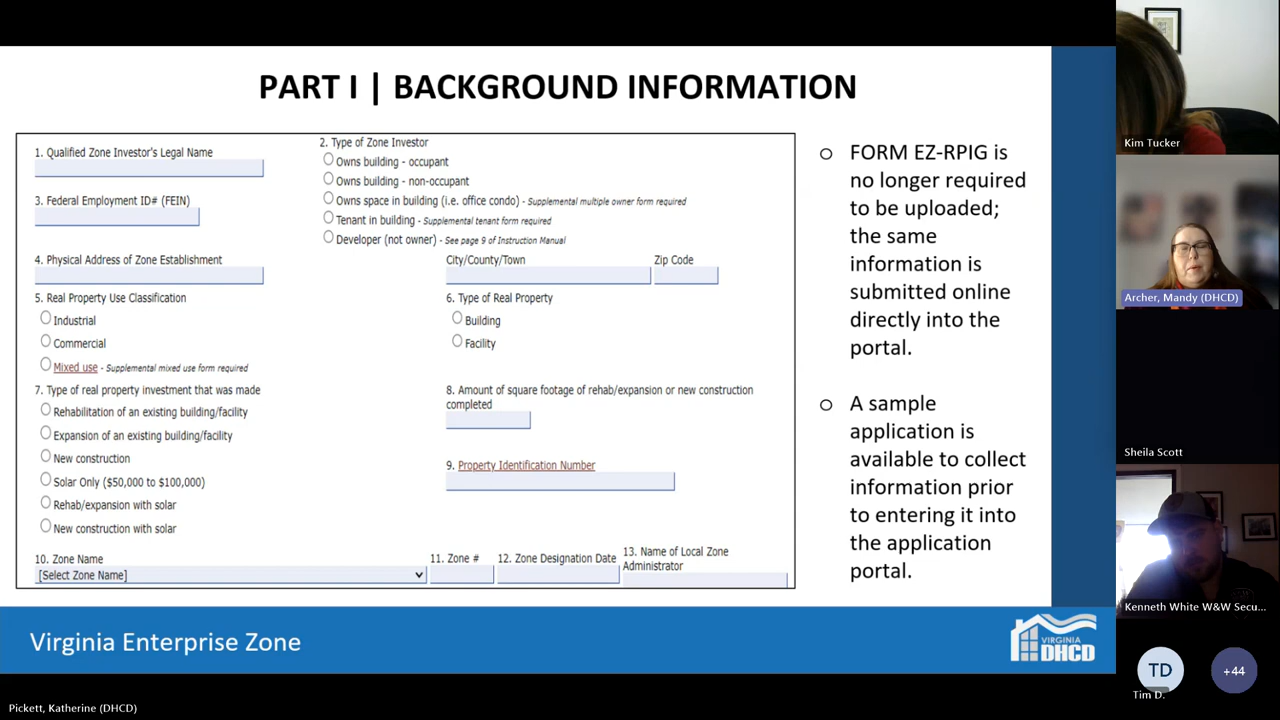 PART I | BACKGROUND INFORMATION
1. Qualified Zone Investor's Legal Name
2. Type of Zone Investor
Owns building - occupant
Owns building - non-occupant
Owns space in building (i.e. office condo) - Supplemental multiple owner form required
Tenant in building - Supplemental tenant form required
Developer (not owner) - See page 9 of Instruction Manual
3. Federal Employment ID# (FEIN)
4. Physical Address of Zone Establishment
City/County/Town
Zip Code
5. Real Property Use Classification
Industrial
Commercial
Mixed use - Supplemental mixed use form required
6. Type of Real Property
Building
Facility
7. Type of real property investment that was made
Rehabilitation of an existing building/facility
Expansion of an existing building/facility
New construction
Solar Only ($50,000 to $100,000)
Rehab/expansion with solar
New construction with solar
8. Amount of square footage of rehab/expansion or new construction
completed
9. Property Identification Number
10. Zone Name
[Select Zone Name]
11. Zone #
12. Zone Designation Date
13. Name of Local Zone
Administrator
FORM EZ-RPIG is
no longer required
to be uploaded;
the same
information is
submitted online
directly into the
portal.
A sample
application is
available to collect
information prior
to entering it into
the application
portal.
Virginia Enterprise Zone
VIRGINIA
DHCD
Kim Tucker
Archer, Mandy (DHCD)
Sheila Scott
Kenneth White W&W Secu...
TD
Tim D.
+44
Pickett, Katherine (DHCD)